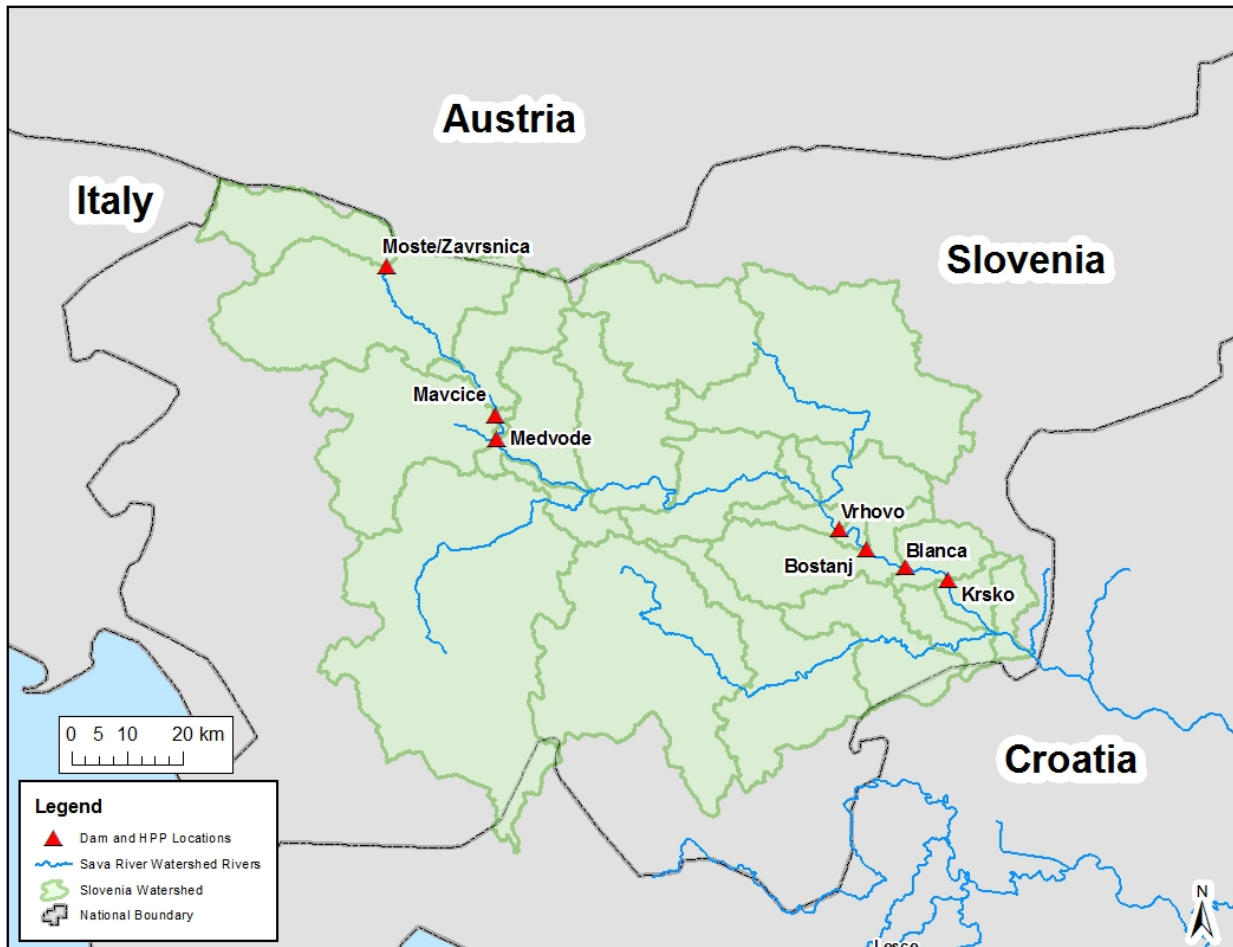 Austria
Italy
Slovenia
Moste/Zavrsnica
Mavcice
Medvode
Vrhovo
Bostanj
Blanca
Krsko
Croatia
0 5 10 20 km
Legend
Dam and HPP Locations
Sava River Watershed Rivers
Slovenia Watershed
National Boundary
N
Lesce